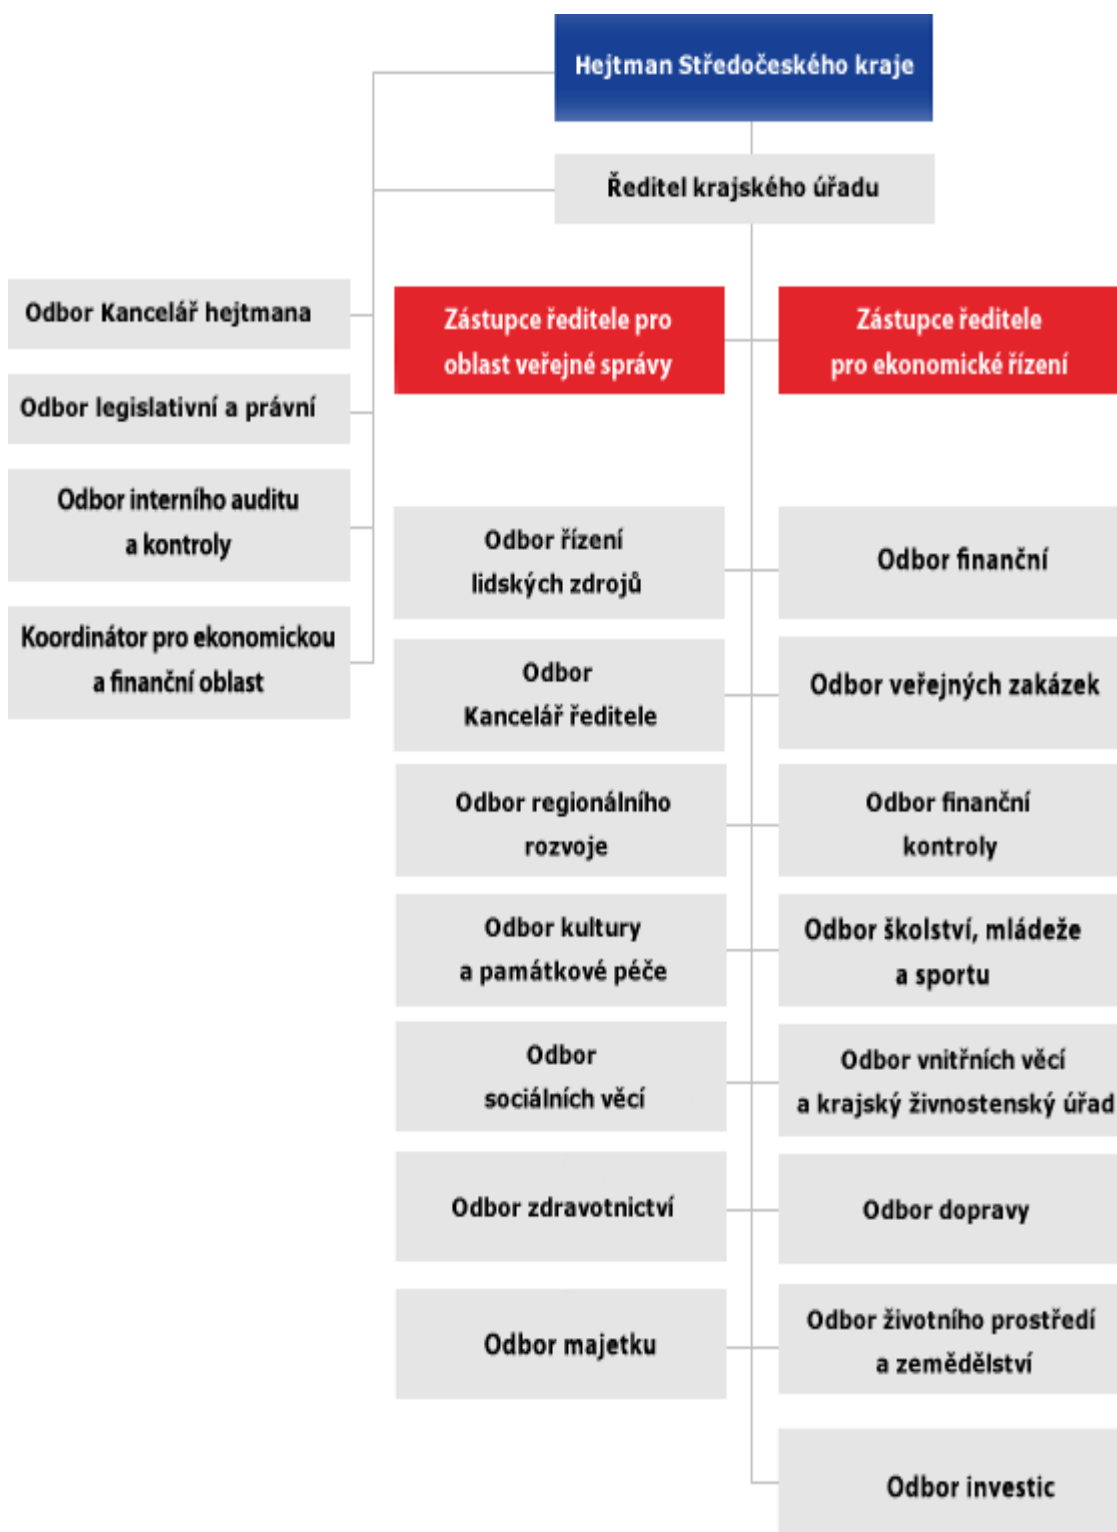 Hejtman Středočeského kraje
Ředitel krajského úřadu
Odbor Kancelář hejtmana
Odbor legislativní a právní
Odbor interního auditu
a kontroly
Koordinátor pro ekonomickou
a finanční oblast
Zástupce ředitele pro
oblast veřejné správy
Zástupce ředitele
pro ekonomické řízení
Odbor řízení
lidských zdrojů
Odbor finanční
Odbor
Kancelář ředitele
Odbor veřejných zakázek
Odbor regionálního
rozvoje
Odbor finanční
kontroly
Odbor kultury
a památkové péče
Odbor školství, mládeže
a sportu
Odbor
sociálních věcí
Odbor vnitřních věcí
a krajský živnostenský úřad
Odbor zdravotnictví
Odbor dopravy
Odbor majetku
Odbor životního prostředí
a zemědělství
Odbor investic